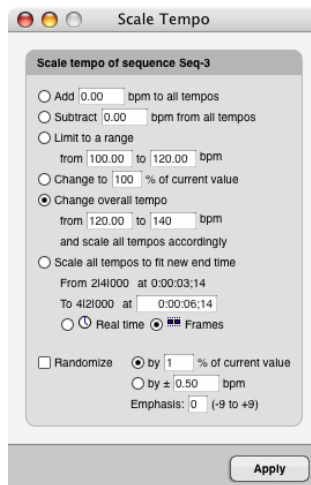 Scale Tempo
Scale tempo of sequence Seq-3
Add 0.00 bpm to all tempos
Subtract 0.00 bpm from all tempos
Limit to a range
from 100.00 to 120.00 bpm
Change to 100 % of current value
Change overall tempo
from 120.00 to 140 bpm
and scale all tempos accordingly
Scale all tempos to fit new end time
From 2|4|000 at 0:00:03;14
To 4|2|000 at 0:00:06;14
Real time Frames
Randomize by 1 % of current value
by ± 0.50 bpm
Emphasis: 0 (-9 to +9)
Apply